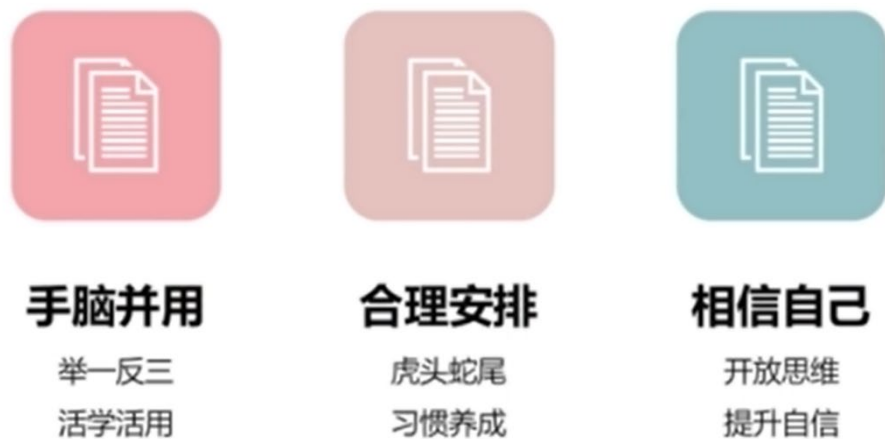 手脑并用
举一反三
活学活用
合理安排
虎头蛇尾
习惯养成
相信自己
开放思维
提升自信